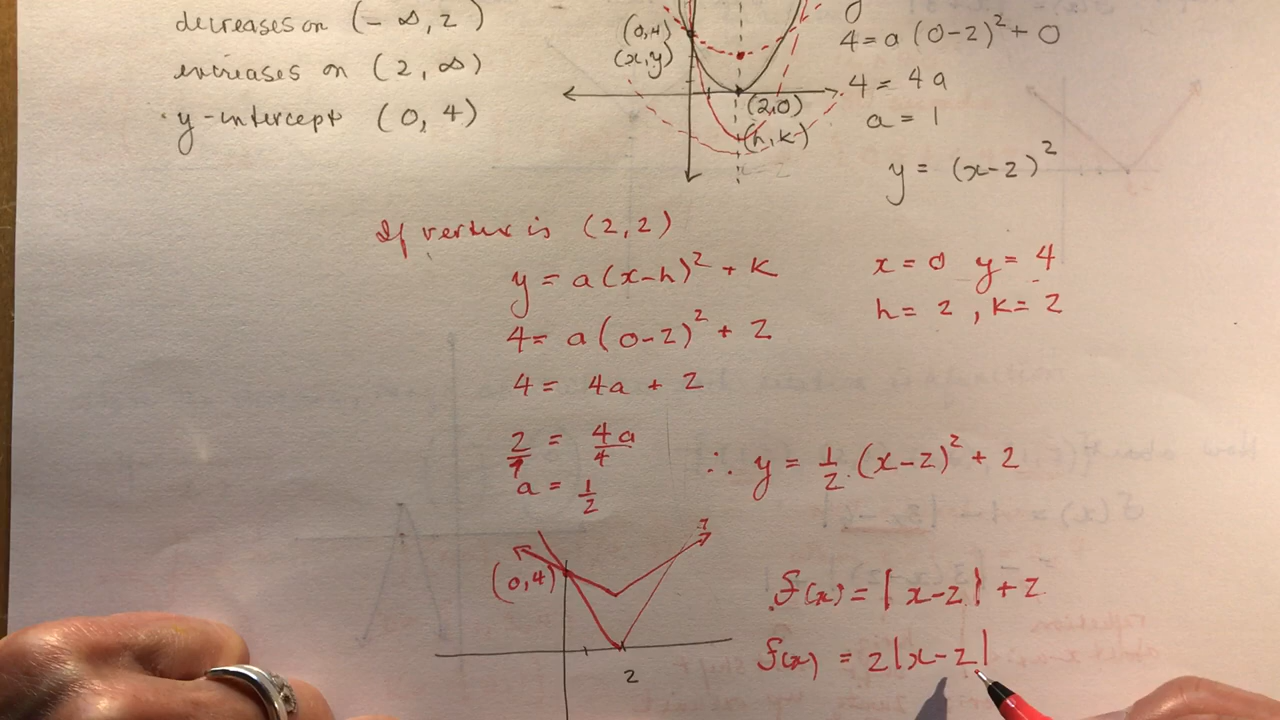 decreases on (-∞, 2)
increases on (2, ∞)
y-intercept (0, 4)
(0,4)
(x,y)
(2,0)
(h,k)
y
4 = a (0-2)² + 0
4 = 4a
a = 1
y = (x-2)²
If vertex is (2, 2)
y = a(x-h)² + k
x = 0 y = 4
4 = a(0-2)² + 2
h = 2, k = 2
4 = 4a + 2
2/4 = 4a/4
a = 1/2
∴ y = 1/2 (x-2)² + 2
(0,4)
2
f(x) = |x-2| + 2
f(x) = 2|x-2|